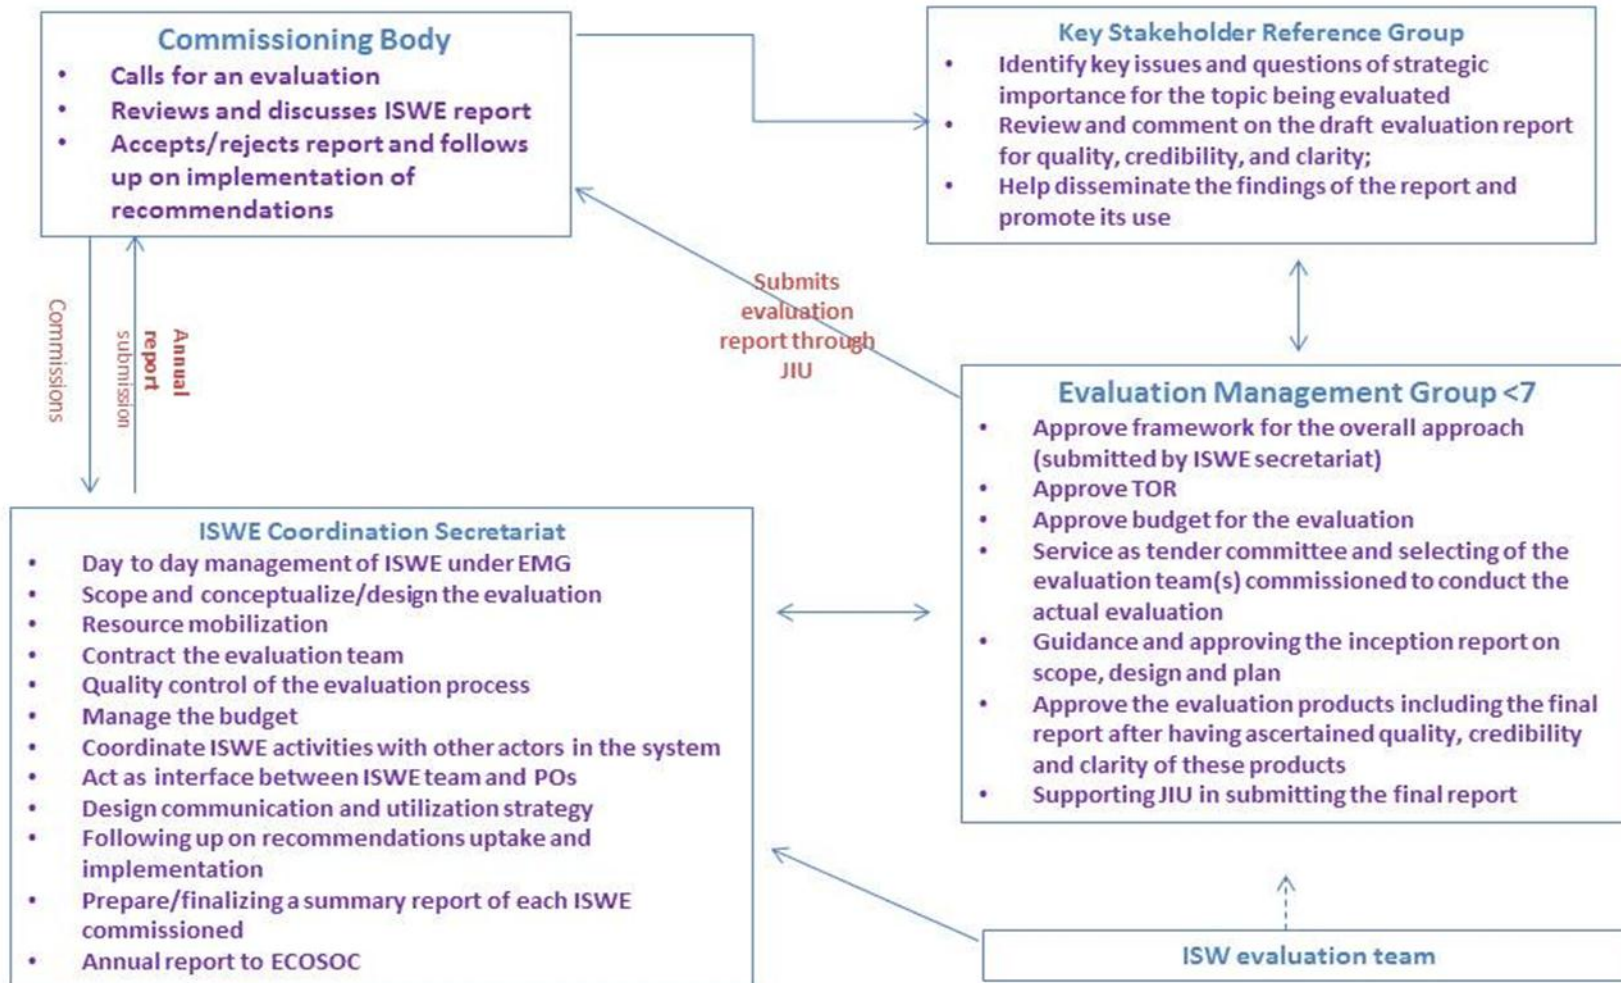 Commissioning Body
• Calls for an evaluation
• Reviews and discusses ISWE report
• Accepts/rejects report and follows
up on implementation of
recommendations
Key Stakeholder Reference Group
• Identify key issues and questions of strategic
importance for the topic being evaluated
• Review and comment on the draft evaluation report
for quality, credibility, and clarity;
• Help disseminate the findings of the report and
promote its use
Commissions
Annual
report
submission
Submits
evaluation
report through
JIU
Evaluation Management Group <7
• Approve framework for the overall approach
(submitted by ISWE secretariat)
• Approve TOR
• Approve budget for the evaluation
• Service as tender committee and selecting of the
evaluation team(s) commissioned to conduct the
actual evaluation
• Guidance and approving the inception report on
scope, design and plan
• Approve the evaluation products including the final
report after having ascertained quality, credibility
and clarity of these products
• Supporting JIU in submitting the final report
ISWE Coordination Secretariat
• Day to day management of ISWE under EMG
• Scope and conceptualize/design the evaluation
• Resource mobilization
• Contract the evaluation team
• Quality control of the evaluation process
• Manage the budget
• Coordinate ISWE activities with other actors in the system
• Act as interface between ISWE team and POs
• Design communication and utilization strategy
• Following up on recommendations uptake and
implementation
• Prepare/finalizing a summary report of each ISWE
commissioned
• Annual report to ECOSOC
ISW evaluation team